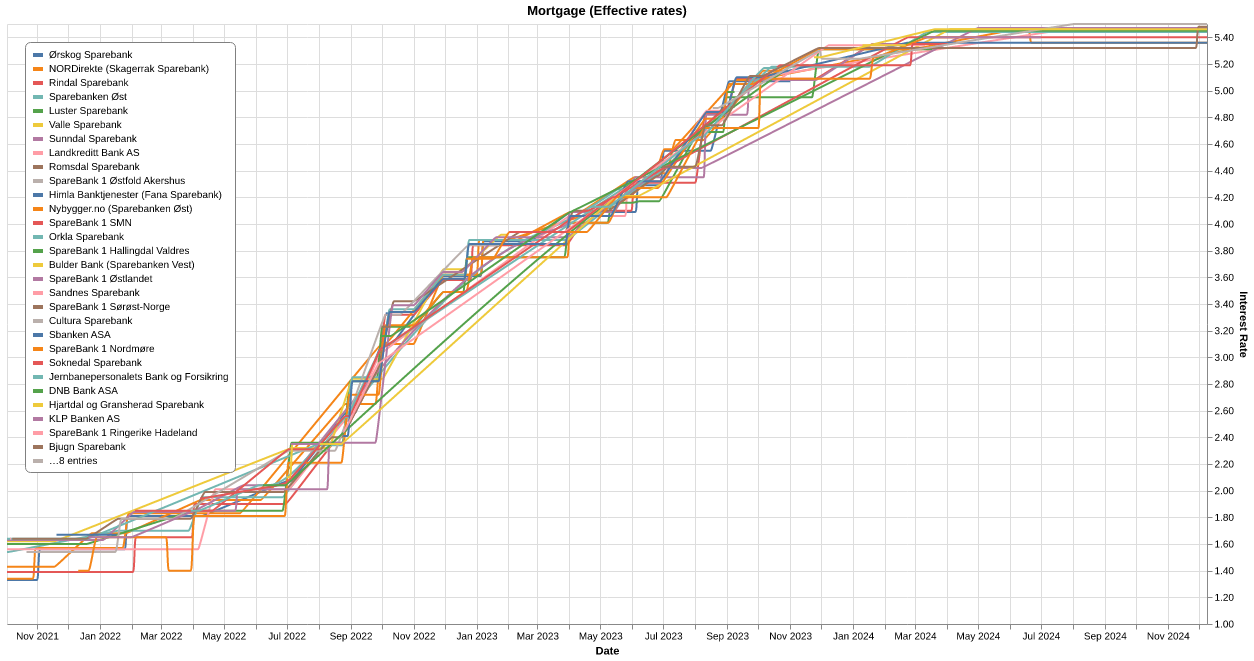 Mortgage (Effective rates)
Ørskog Sparebank
NORDirekte (Skagerrak Sparebank)
Rindal Sparebank
Sparebanken Øst
Luster Sparebank
Valle Sparebank
Sunndal Sparebank
Landkreditt Bank AS
Romsdal Sparebank
SpareBank 1 Østfold Akershus
Himla Banktjenester (Fana Sparebank)
Nybygger.no (Sparebanken Øst)
SpareBank 1 SMN
Orkla Sparebank
SpareBank 1 Hallingdal Valdres
Bulder Bank (Sparebanken Vest)
SpareBank 1 Østlandet
Sandnes Sparebank
SpareBank 1 Sørøst-Norge
Cultura Sparebank
Sbanken ASA
SpareBank 1 Nordmøre
Soknedal Sparebank
Jernbanepersonalets Bank og Forsikring
DNB Bank ASA
Hjartdal og Gransherad Sparebank
KLP Banken AS
SpareBank 1 Ringerike Hadeland
Bjugn Sparebank
…8 entries
5.40
5.20
5.00
4.80
4.60
4.40
4.20
4.00
3.80
3.60
3.40
3.20
3.00
2.80
2.60
2.40
2.20
2.00
1.80
1.60
1.40
1.20
1.00
Interest Rate
Nov 2021 Jan 2022 Mar 2022 May 2022 Jul 2022 Sep 2022 Nov 2022 Jan 2023 Mar 2023 May 2023 Jul 2023 Sep 2023 Nov 2023 Jan 2024 Mar 2024 May 2024 Jul 2024 Sep 2024 Nov 2024
Date